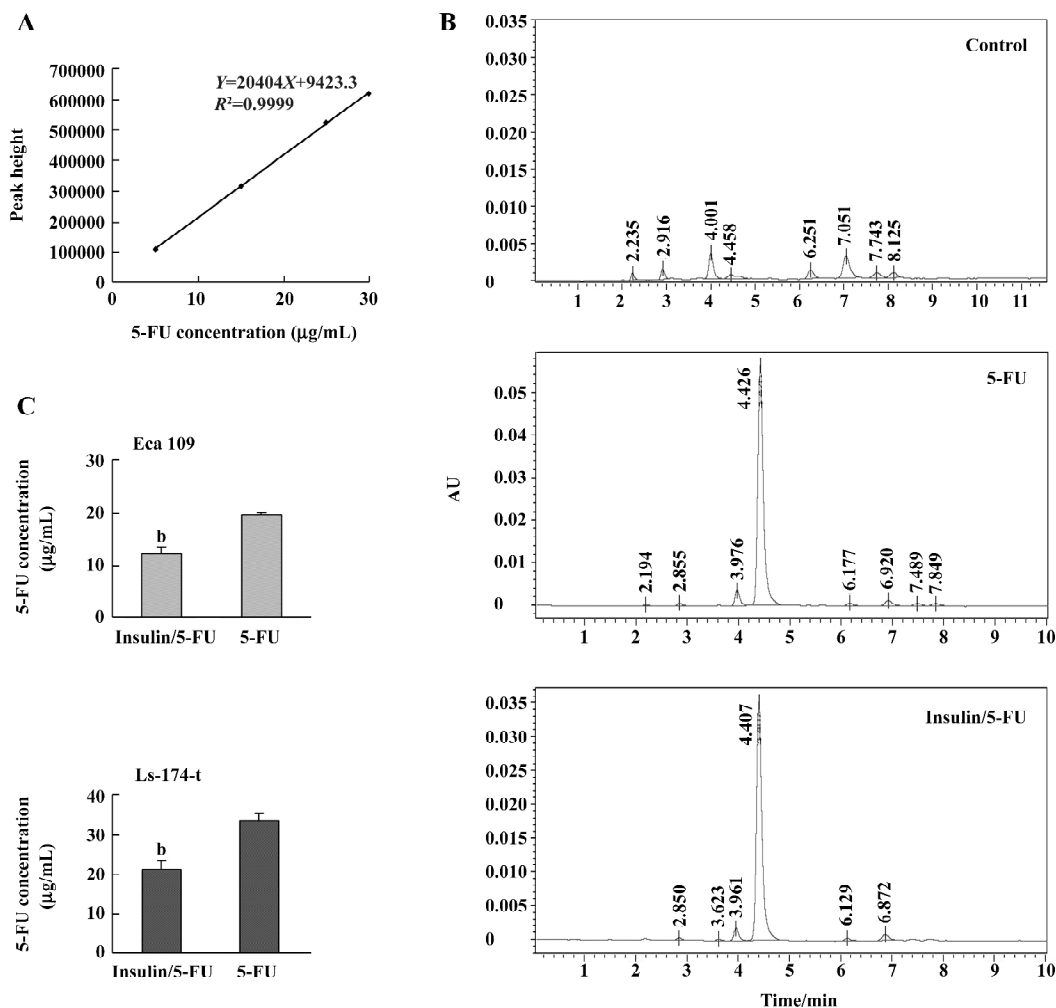 A
700000
600000
500000
400000
300000
200000
100000
0
Peak height
Y=20404X+9423.3
R²=0.9999
0 10 20 30
5-FU concentration (μg/mL)
B
Control
0.035
0.030
0.025
0.020
0.015
0.010
0.005
0
2.235
2.916
4.001
4.458
6.251
7.051
7.743
8.125
1 2 3 4 5 6 7 8 9 10 11
5-FU
AU
0.05
0.04
0.03
0.02
0.01
0
2.194
2.855
3.976
4.426
6.177
6.920
7.489
7.849
1 2 3 4 5 6 7 8 9 10
Insulin/5-FU
0.035
0.030
0.025
0.020
0.015
0.010
0.005
0
2.850
3.623
3.961
4.407
6.129
6.872
1 2 3 4 5 6 7 8 9 10
Time/min
C
Eca 109
30
20
10
0
5-FU concentration
(μg/mL)
b
Insulin/5-FU 5-FU
Ls-174-t
40
30
20
10
0
5-FU concentration
(μg/mL)
b
Insulin/5-FU 5-FU